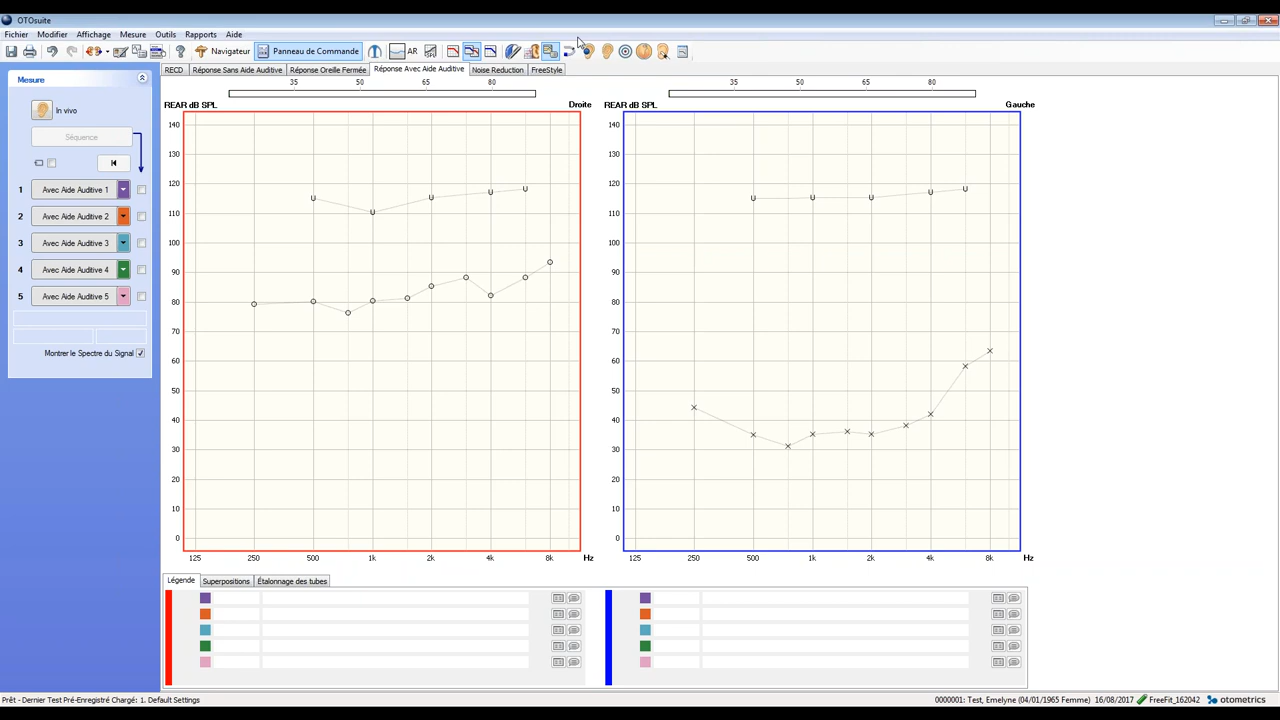 OTOsuite
Fichier Modifier Affichage Mesure Outils Rapports Aide
Navigateur Panneau de Commande AR
Mesure
In vivo
Séquence
1 Avec Aide Auditive 1
2 Avec Aide Auditive 2
3 Avec Aide Auditive 3
4 Avec Aide Auditive 4
5 Avec Aide Auditive 5
Montrer le Spectre du Signal
RECD Réponse Sans Aide Auditive Réponse Oreille Fermée Réponse Avec Aide Auditive Noise Reduction FreeStyle
35 50 65 80
REAR dB SPL Droite
140
130
120
110
100
90
80
70
60
50
40
30
20
10
0
125 250 500 1k 2k 4k 8k Hz
35 50 65 80
REAR dB SPL Gauche
140
130
120
110
100
90
80
70
60
50
40
30
20
10
0
125 250 500 1k 2k 4k 8k Hz
Légende Superpositions Étalonnage des tubes
Prêt - Dernier Test Pré-Enregistré Chargé: 1. Default Settings
0000001: Test, Emelyne (04/01/1965 Femme) 16/08/2017 FreeFit_162042 otometrics